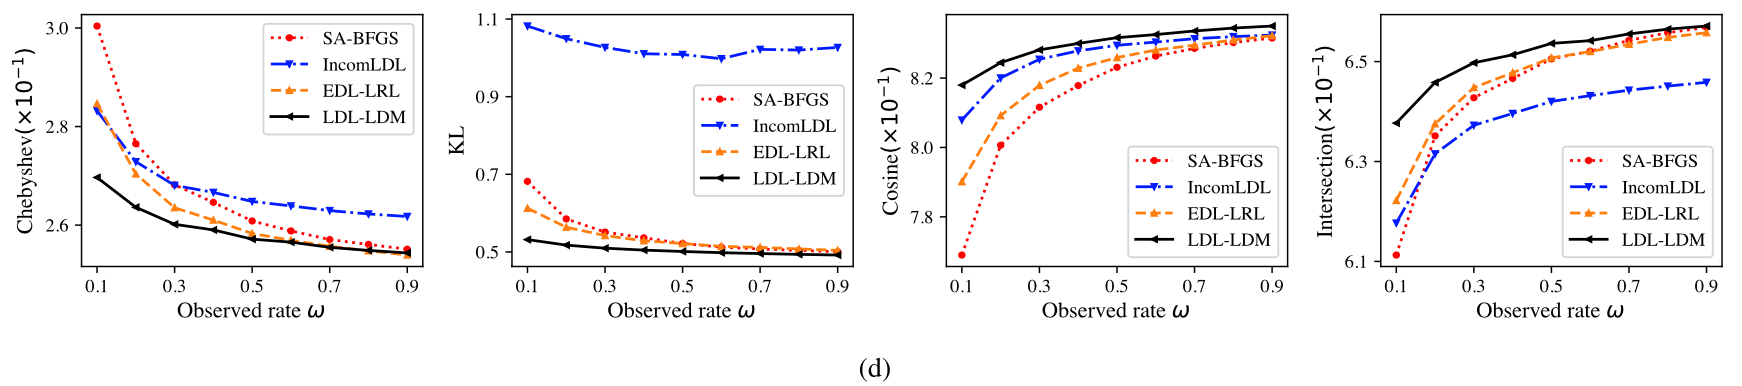 Chebyshev(×10⁻¹)
3.0
2.8
2.6
SA-BFGS
IncomLDL
EDL-LRL
LDL-LDM
0.1 0.3 0.5 0.7 0.9
Observed rate ω
KL
1.1
0.9
0.7
0.5
SA-BFGS
IncomLDL
EDL-LRL
LDL-LDM
0.1 0.3 0.5 0.7 0.9
Observed rate ω
Cosine(×10⁻¹)
8.2
8.0
7.8
SA-BFGS
IncomLDL
EDL-LRL
LDL-LDM
0.1 0.3 0.5 0.7 0.9
Observed rate ω
Intersection(×10⁻¹)
6.5
6.3
6.1
SA-BFGS
IncomLDL
EDL-LRL
LDL-LDM
0.1 0.3 0.5 0.7 0.9
Observed rate ω
(d)